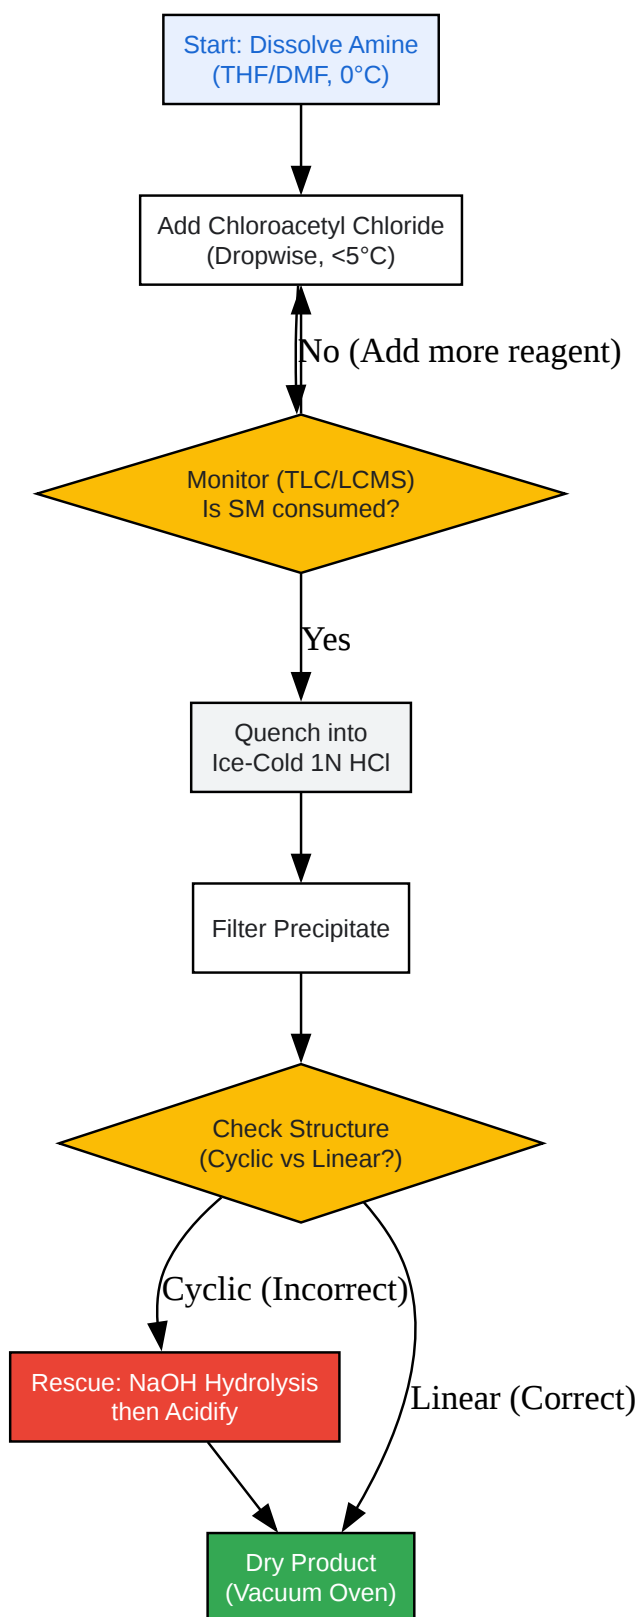 Start: Dissolve Amine
(THF/DMF, 0°C)
Add Chloroacetyl Chloride
(Dropwise, <5°C)
No (Add more reagent)
Monitor (TLC/LCMS)
Is SM consumed?
Yes
Quench into
Ice-Cold 1N HCl
Filter Precipitate
Check Structure
(Cyclic vs Linear?)
Cyclic (Incorrect)
Rescue: NaOH Hydrolysis
then Acidify
Linear (Correct)
Dry Product
(Vacuum Oven)